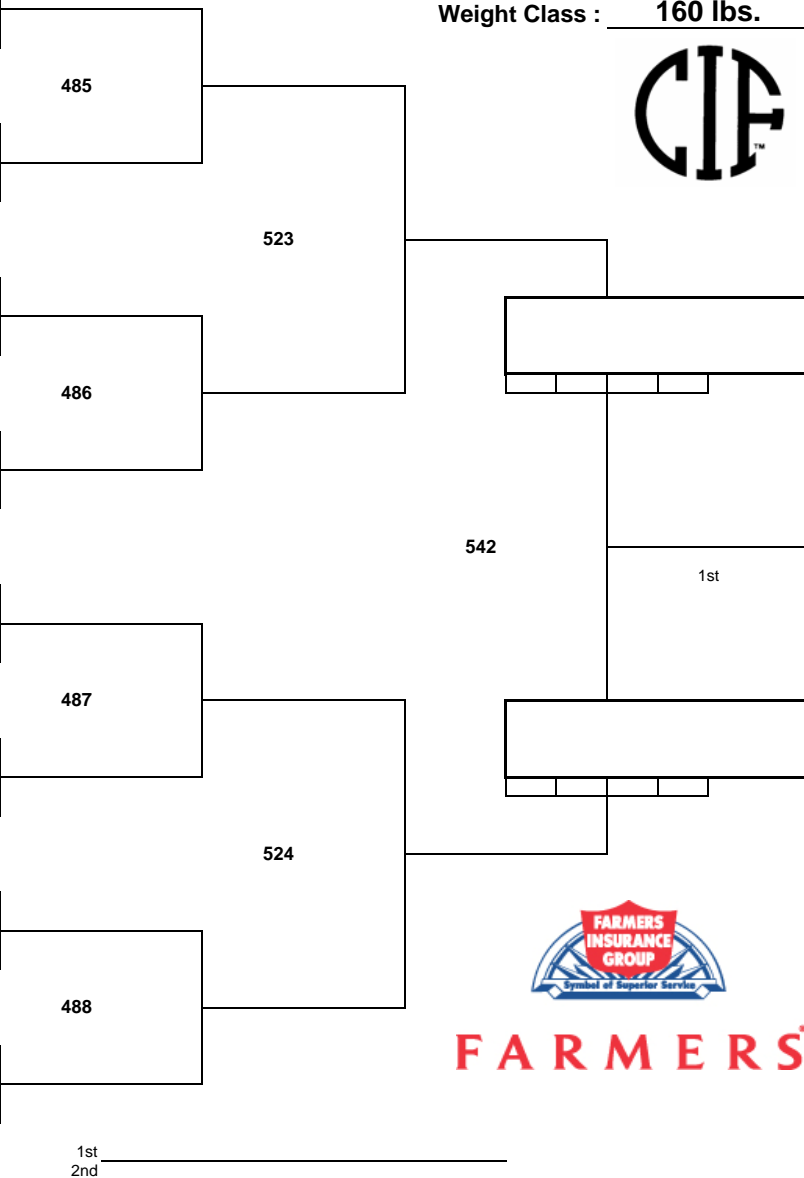 Weight Class : 160 lbs.
CIF™
485
523
486
542
1st
487
524
FARMERS
INSURANCE
GROUP
Symbol of Superior Service
488
FARMERS®
1st
2nd